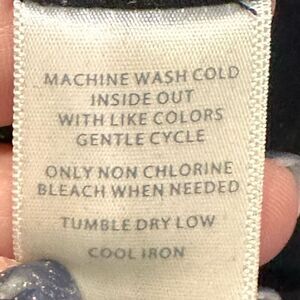 MACHINE WASH COLD
INSIDE OUT
WITH LIKE COLORS
GENTLE CYCLE
ONLY NON CHLORINE
BLEACH WHEN NEEDED
TUMBLE DRY LOW
COOL IRON